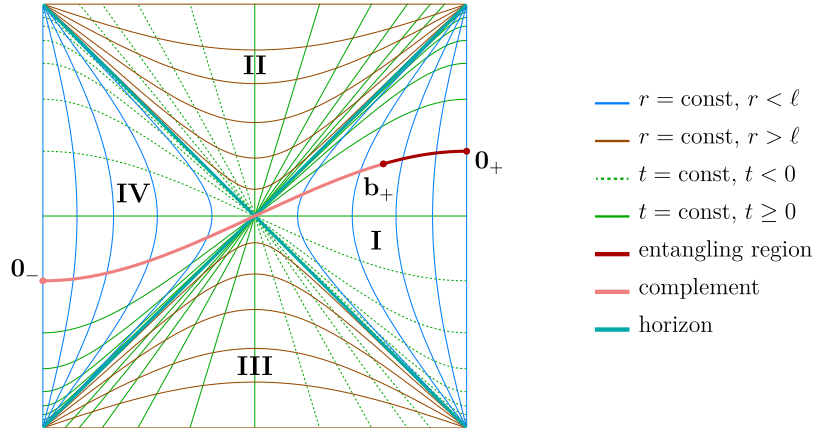 II
IV
I
III
b₊
0₊
0₋
r = const, r < ℓ
r = const, r > ℓ
t = const, t < 0
t = const, t ≥ 0
entangling region
complement
horizon